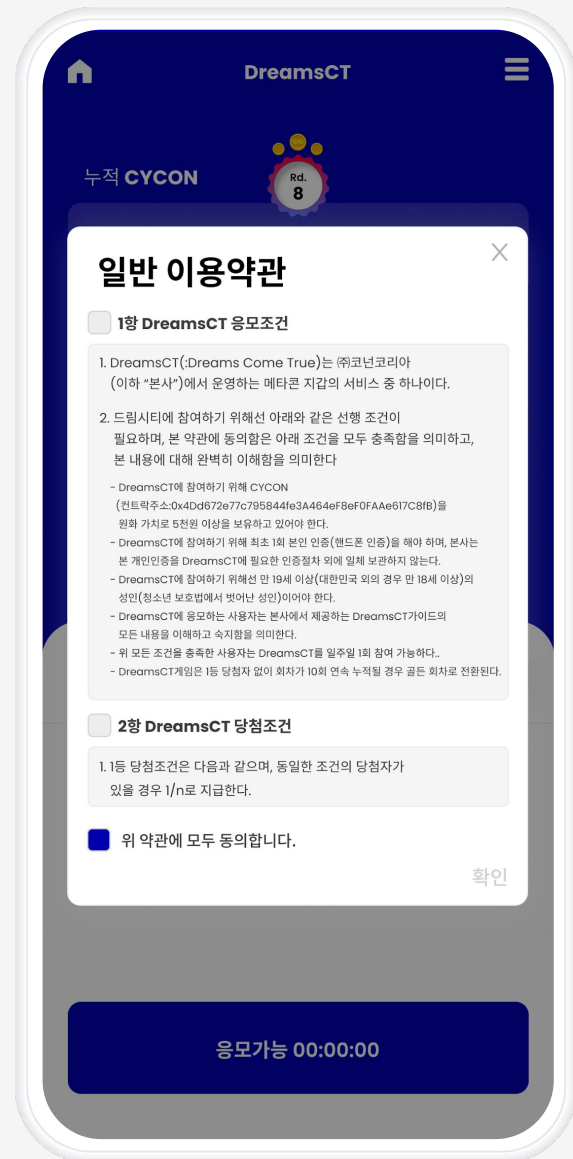 DreamsCT
누적 CYCON
Rd.
8
일반 이용약관
X
1항 DreamsCT 응모조건
1. DreamsCT(:Dreams Come True)는 ㈜코넌코리아
(이하 “본사”)에서 운영하는 메타콘 지갑의 서비스 중 하나이다.
2. 드림시티에 참여하기 위해선 아래와 같은 선행 조건이
필요하며, 본 약관에 동의함은 아래 조건을 모두 충족함을 의미하고,
본 내용에 대해 완벽히 이해함을 의미한다
- DreamsCT에 참여하기 위해 CYCON
(컨트락주소:0x4Dd672e77c795844fe3A464eF8eF0FAAe617C8fB)을
원화 가치로 5천원 이상을 보유하고 있어야 한다.
- DreamsCT에 참여하기 위해 최초 1회 본인 인증(핸드폰 인증)을 해야 하며, 본사는
본 개인인증을 DreamsCT에 필요한 인증절차 외에 일체 보관하지 않는다.
- DreamsCT에 참여하기 위해선 만 19세 이상(대한민국 외의 경우 만 18세 이상)의
성인(청소년 보호법에서 벗어난 성인)이어야 한다.
- DreamsCT에 응모하는 사용자는 본사에서 제공하는 DreamsCT가이드의
모든 내용을 이해하고 숙지함을 의미한다.
- 위 모든 조건을 충족한 사용자는 DreamsCT를 일주일 1회 참여 가능하다..
- DreamsCT게임은 1등 당첨자 없이 회차가 10회 연속 누적될 경우 골든 회차로 전환된다.
2항 DreamsCT 당첨조건
1. 1등 당첨조건은 다음과 같으며, 동일한 조건의 당첨자가
있을 경우 1/n로 지급한다.
위 약관에 모두 동의합니다.
확인
응모가능 00:00:00